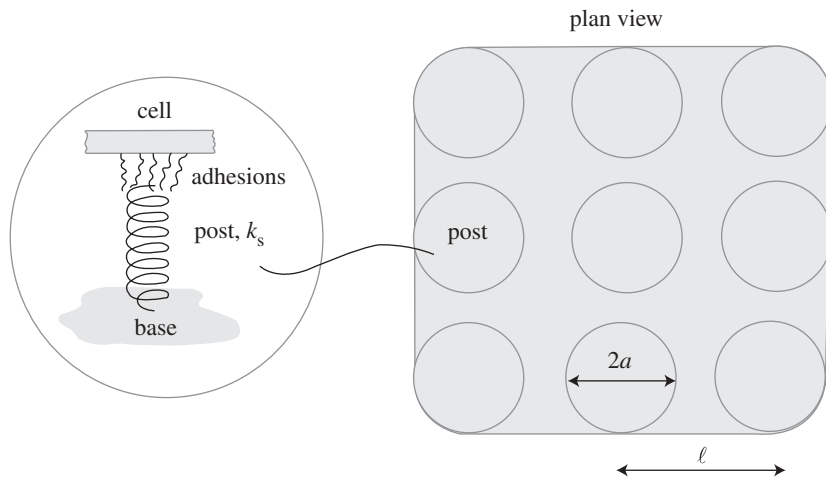 plan view
cell
adhesions
post, kₛ
base
post
2a
ℓ